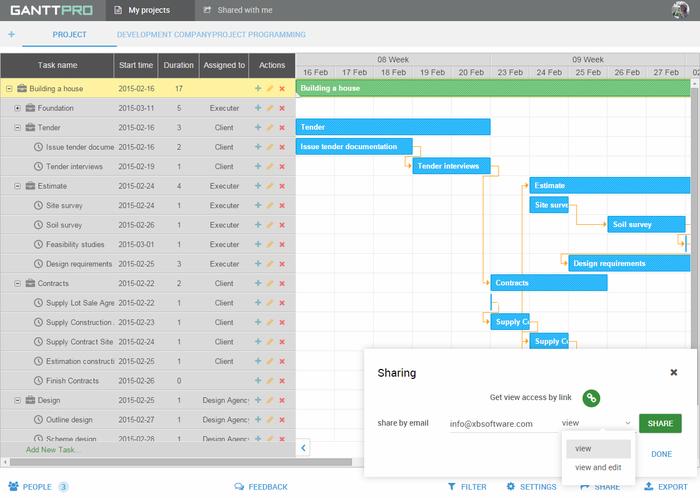 GANTTPRO
My projects
Shared with me
PROJECT
DEVELOPMENT COMPANYPROJECT PROGRAMMING
Task name Start time Duration Assigned to Actions
08 Week 09 Week
16 Feb 17 Feb 18 Feb 19 Feb 20 Feb 23 Feb 24 Feb 25 Feb 26 Feb 27 Feb 02
Building a house 2015-02-16 17 Building a house
Foundation 2015-03-11 5 Executer
Tender 2015-02-16 3 Client Tender
Issue tender docume 2015-02-16 2 Client Issue tender documentation
Tender interviews 2015-02-19 1 Client Tender interviews
Estimate 2015-02-24 4 Executer Estimate
Site survey 2015-02-24 1 Executer Site surve
Soil survey 2015-02-26 1 Executer Soil survey
Feasibility studies 2015-03-01 1 Executer
Design requirements 2015-02-25 3 Executer Design requirements
Contracts 2015-02-22 2 Client Contracts
Supply Lot Sale Agre 2015-02-22 1 Client
Supply Construction 2015-02-23 1 Client Supply C
Supply Contract Site 2015-02-24 1 Client Supply C
Estimation constructi 2015-02-25 1 Client
Finish Contracts 2015-02-26 0
Design 2015-02-25 1 Design Agenc
Outline design 2015-02-27 1 Design Agenc
Scheme design 2015-02-28 1 Design Agenc
Add New Task...
Sharing
Get view access by link
share by email info@xbsoftware.com view SHARE
view
view and edit
DONE
PEOPLE 3 FEEDBACK FILTER SETTINGS SHARE EXPORT